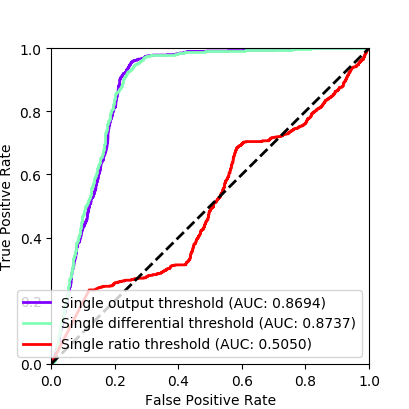 1.0
0.8
0.6
0.4
0.2
0.0
True Positive Rate
Single output threshold (AUC: 0.8694)
Single differential threshold (AUC: 0.8737)
Single ratio threshold (AUC: 0.5050)
0.0 0.2 0.4 0.6 0.8 1.0
False Positive Rate